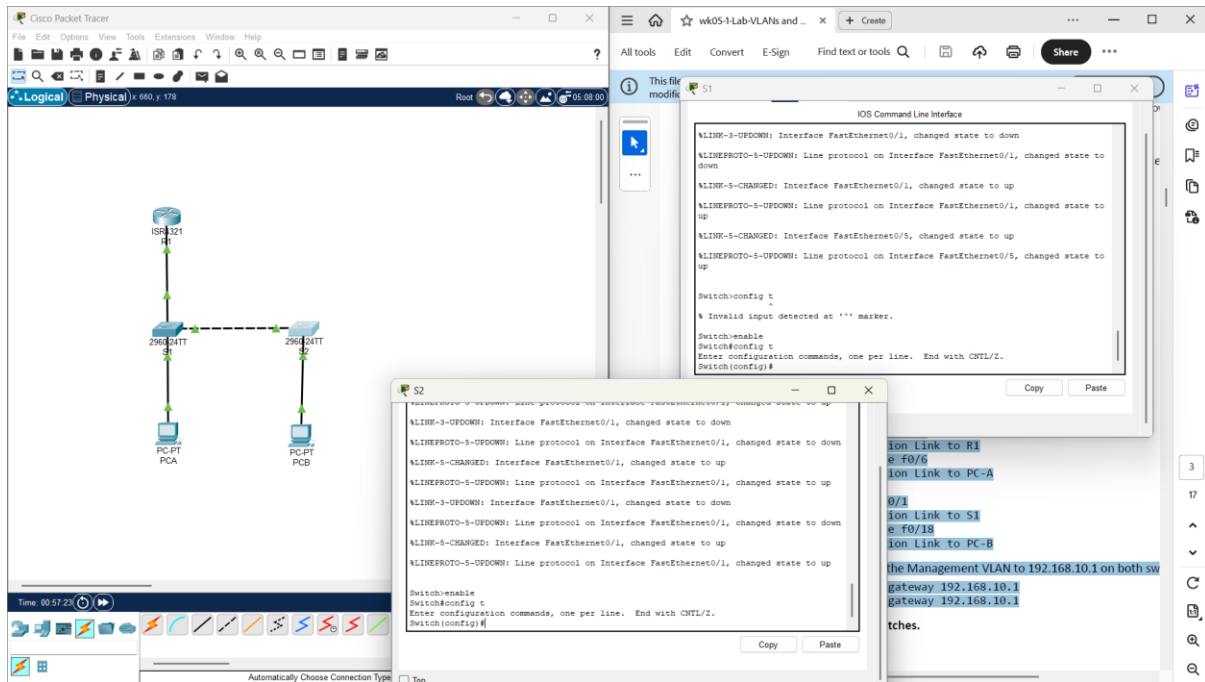 Cisco Packet Tracer
File Edit Options View Tools Extensions Window Help
?
Logical
Physical
x: 660, y: 178
Root
05:08:00
ISR4321
R1
2960-24TT
S1
2960-24TT
S2
PC-PT
PCA
PC-PT
PCB
Time: 00:57:23
Automatically Choose Connection Type
wk05-1-Lab-VLANs and ...
+ Create
All tools Edit Convert E-Sign Find text or tools
Share
This file
modific
S1
IOS Command Line Interface
%LINK-3-UPDOWN: Interface FastEthernet0/1, changed state to down
%LINEPROTO-5-UPDOWN: Line protocol on Interface FastEthernet0/1, changed state to
down
%LINK-5-CHANGED: Interface FastEthernet0/1, changed state to up
%LINEPROTO-5-UPDOWN: Line protocol on Interface FastEthernet0/1, changed state to
up
%LINK-5-CHANGED: Interface FastEthernet0/5, changed state to up
%LINEPROTO-5-UPDOWN: Line protocol on Interface FastEthernet0/5, changed state to
up
Switch>config t
^
% Invalid input detected at '^' marker.
Switch>enable
Switch#config t
Enter configuration commands, one per line. End with CNTL/Z.
Switch(config)#
Copy
Paste
S2
%LINEPROTO-5-UPDOWN: Line protocol on Interface FastEthernet0/1, changed state to up
%LINK-3-UPDOWN: Interface FastEthernet0/1, changed state to down
%LINEPROTO-5-UPDOWN: Line protocol on Interface FastEthernet0/1, changed state to down
%LINK-5-CHANGED: Interface FastEthernet0/1, changed state to up
%LINEPROTO-5-UPDOWN: Line protocol on Interface FastEthernet0/1, changed state to up
%LINK-3-UPDOWN: Interface FastEthernet0/1, changed state to down
%LINEPROTO-5-UPDOWN: Line protocol on Interface FastEthernet0/1, changed state to down
%LINK-5-CHANGED: Interface FastEthernet0/1, changed state to up
%LINEPROTO-5-UPDOWN: Line protocol on Interface FastEthernet0/1, changed state to up
Switch>enable
Switch#config t
Enter configuration commands, one per line. End with CNTL/Z.
Switch(config)#
Copy
Paste
Top
ion Link to R1
e f0/6
ion Link to PC-A
0/1
ion Link to S1
e f0/18
ion Link to PC-B
the Management VLAN to 192.168.10.1 on both sw
gateway 192.168.10.1
gateway 192.168.10.1
tches.
3
17